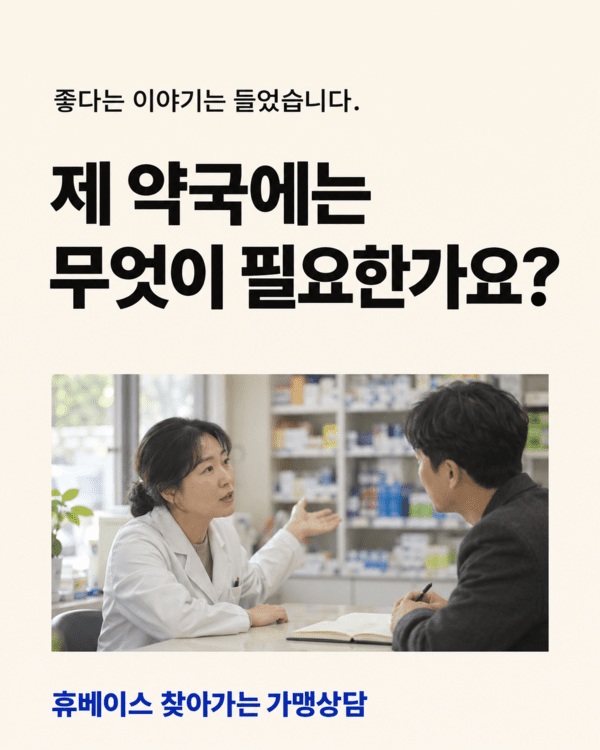 좋다는 이야기는 들었습니다.
제 약국에는
무엇이 필요한가요?
휴베이스 찾아가는 가맹상담